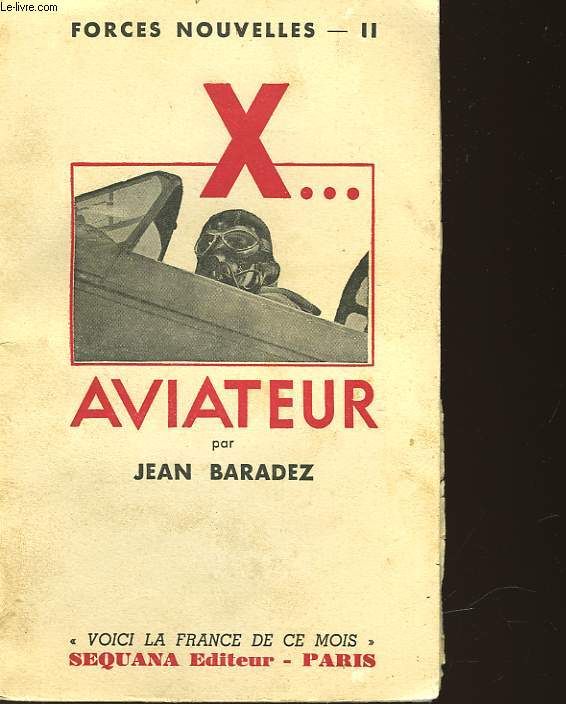 Le-livre.com
FORCES NOUVELLES — II
X...
AVIATEUR
par
JEAN BARADEZ
« VOICI LA FRANCE DE CE MOIS »
SEQUANA Editeur - PARIS